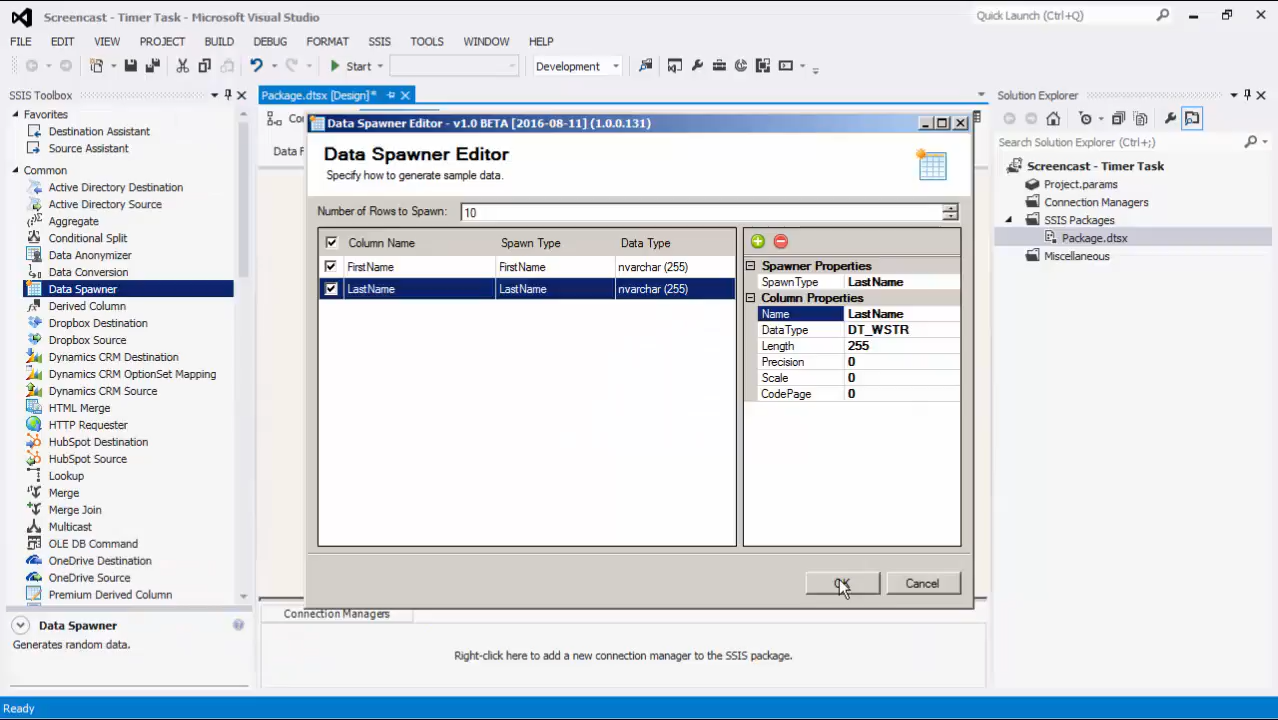 Screencast - Timer Task - Microsoft Visual Studio
Quick Launch (Ctrl+Q)
FILE EDIT VIEW PROJECT BUILD DEBUG FORMAT SSIS TOOLS WINDOW HELP
Start
Development
SSIS Toolbox
Favorites
Destination Assistant
Source Assistant
Common
Active Directory Destination
Active Directory Source
Aggregate
Conditional Split
Data Anonymizer
Data Conversion
Data Spawner
Derived Column
Dropbox Destination
Dropbox Source
Dynamics CRM Destination
Dynamics CRM OptionSet Mapping
Dynamics CRM Source
HTML Merge
HTTP Requester
HubSpot Destination
HubSpot Source
Lookup
Merge
Merge Join
Multicast
OLE DB Command
OneDrive Destination
OneDrive Source
Premium Derived Column
Data Spawner
Generates random data.
Package.dtsx [Design]*
Co
Data F
Data Spawner Editor - v1.0 BETA [2016-08-11] (1.0.0.131)
Data Spawner Editor
Specify how to generate sample data.
Number of Rows to Spawn: 10
Column Name Spawn Type Data Type
FirstName FirstName nvarchar (255)
LastName LastName nvarchar (255)
Spawner Properties
SpawnType LastName
Column Properties
Name LastName
DataType DT_WSTR
Length 255
Precision 0
Scale 0
CodePage 0
OK Cancel
Connection Managers
Right-click here to add a new connection manager to the SSIS package.
Solution Explorer
Search Solution Explorer (Ctrl+;)
Screencast - Timer Task
Project.params
Connection Managers
SSIS Packages
Package.dtsx
Miscellaneous
Ready